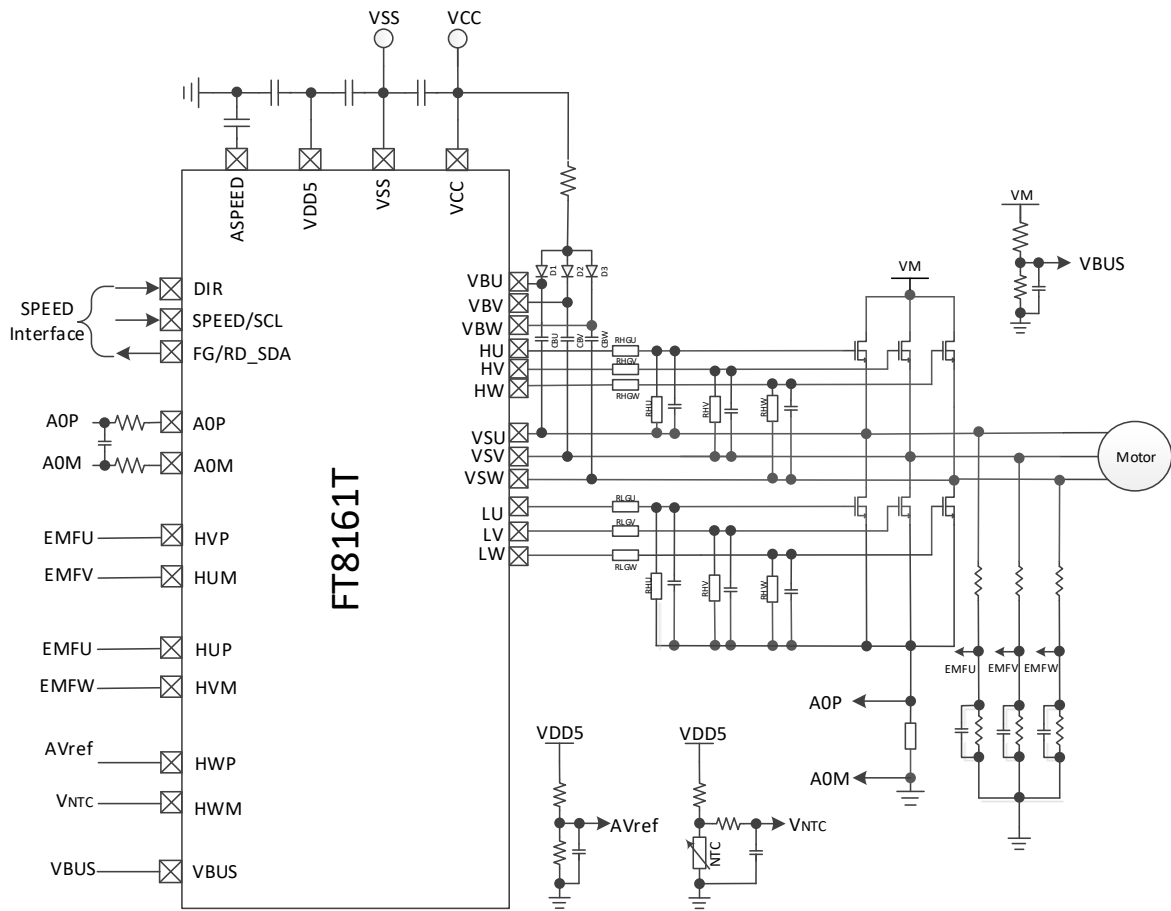 VSS
VCC
ASPEED
VDD5
VSS
VCC
SPEED
Interface
DIR
SPEED/SCL
FG/RD_SDA
A0P
A0P
A0M
A0M
EMFU
HVP
EMFV
HUM
EMFU
HUP
EMFW
HVM
AVref
HWP
VNTC
HWM
VBUS
VBUS
FT8161T
VBU
VBV
VBW
HU
HV
HW
VSU
VSV
VSW
LU
LV
LW
D1
D2
D3
CBU
CBV
CBW
RHGU
RHGV
RHGW
RHU
RHV
RHW
RLGU
RLGV
RLGW
RHU
RHV
RHW
VM
VM
VBUS
Motor
EMFU
EMFV
EMFW
A0P
A0M
VDD5
AVref
VDD5
NTC
VNTC